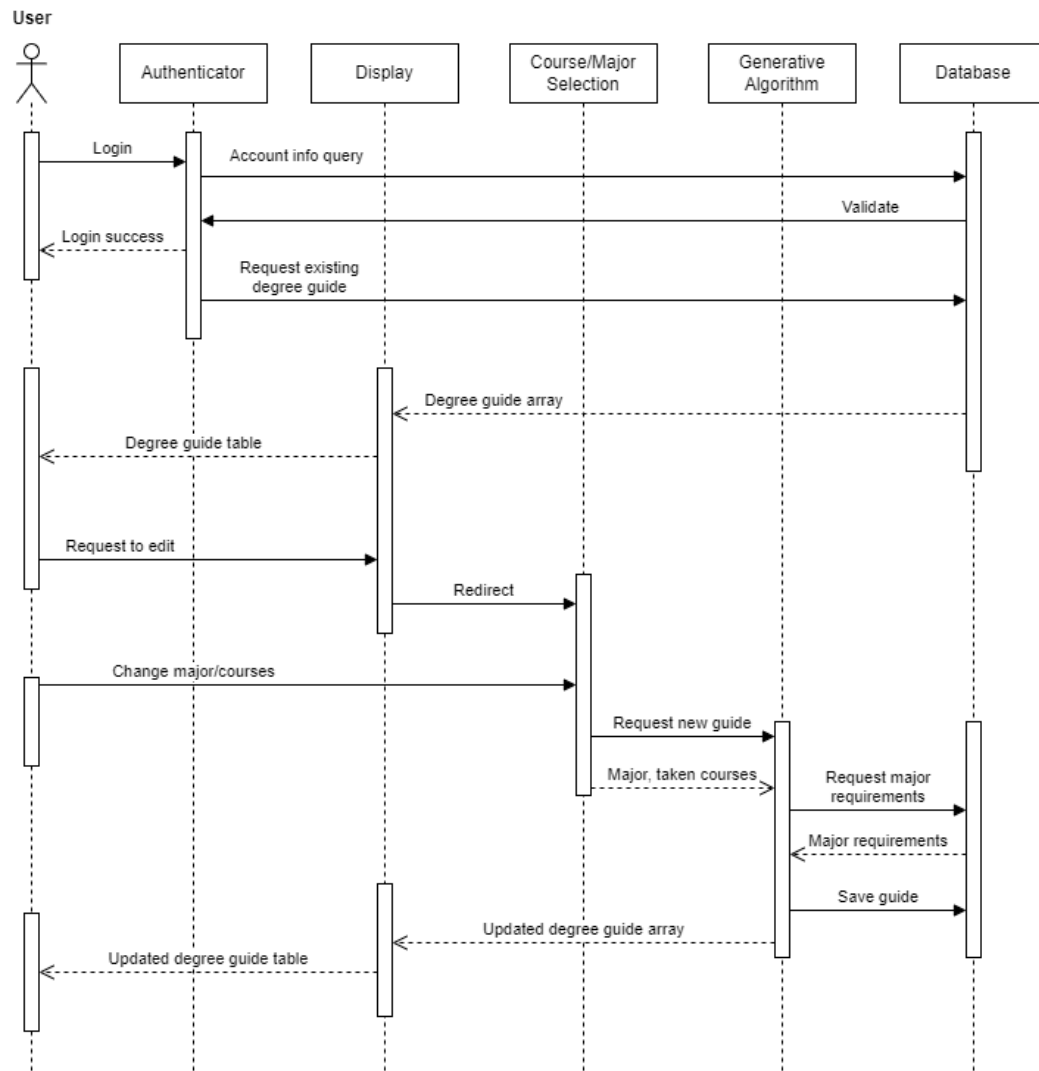 User
Authenticator
Display
Course/Major
Selection
Generative
Algorithm
Database
Login
Account info query
Validate
Login success
Request existing
degree guide
Degree guide array
Degree guide table
Request to edit
Redirect
Change major/courses
Request new guide
Major, taken courses
Request major
requirements
Major requirements
Save guide
Updated degree guide array
Updated degree guide table